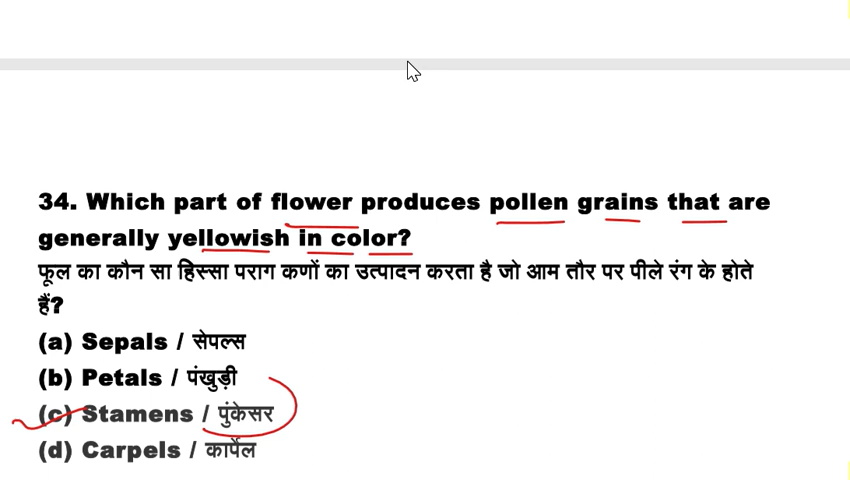 34. Which part of flower produces pollen grains that are
generally yellowish in color?
फूल का कौन सा हिस्सा पराग कणों का उत्पादन करता है जो आम तौर पर पीले रंग के होते
हैं?
(a) Sepals / सेपल्स
(b) Petals / पंखुड़ी
(c) Stamens / पुंकेसर
(d) Carpels / कार्पेल